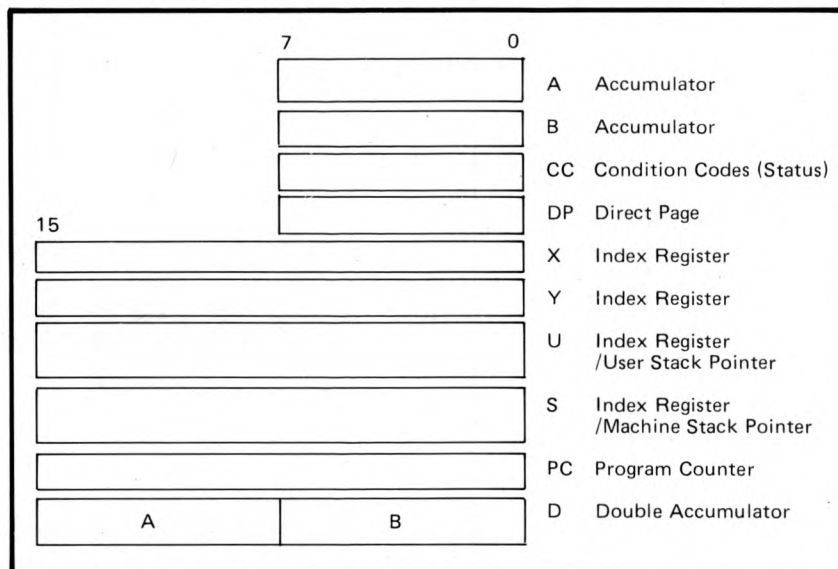 7 0
A Accumulator
B Accumulator
CC Condition Codes (Status)
DP Direct Page
15
X Index Register
Y Index Register
U Index Register
/User Stack Pointer
S Index Register
/Machine Stack Pointer
PC Program Counter
A B D Double Accumulator